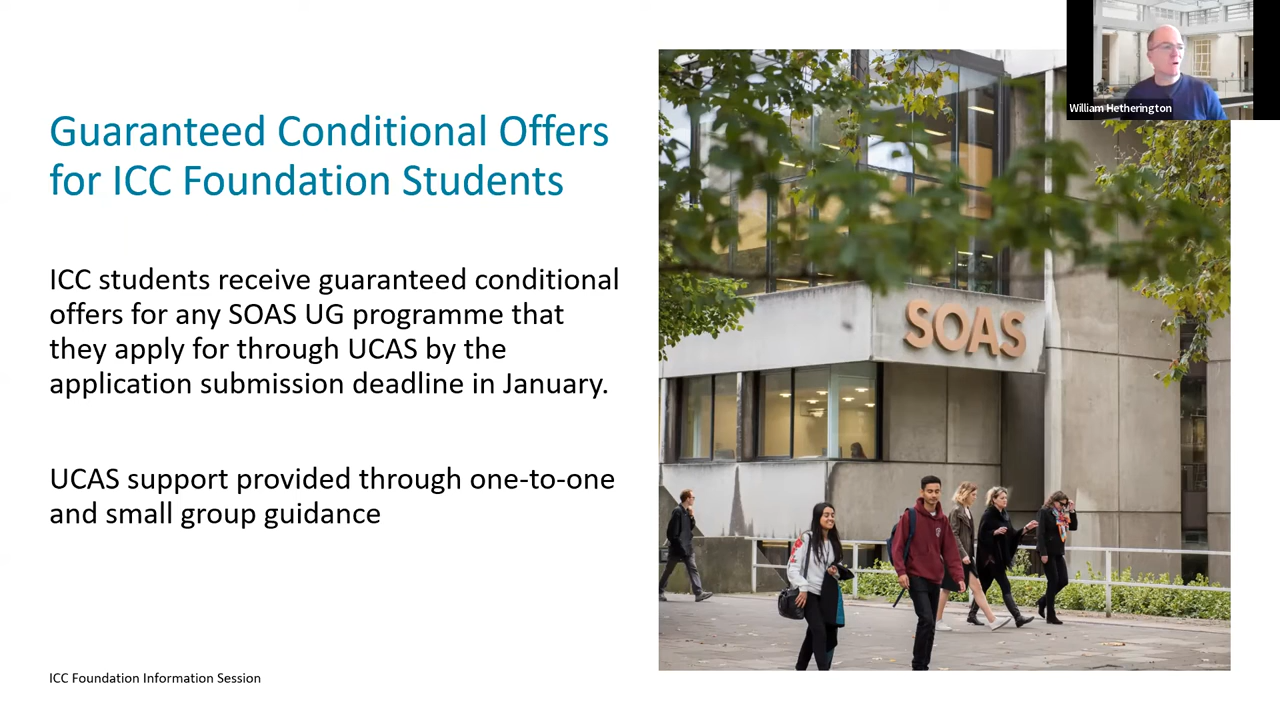 Guaranteed Conditional Offers
for ICC Foundation Students
ICC students receive guaranteed conditional
offers for any SOAS UG programme that
they apply for through UCAS by the
application submission deadline in January.
UCAS support provided through one-to-one
and small group guidance
ICC Foundation Information Session
SOAS
William Hetherington